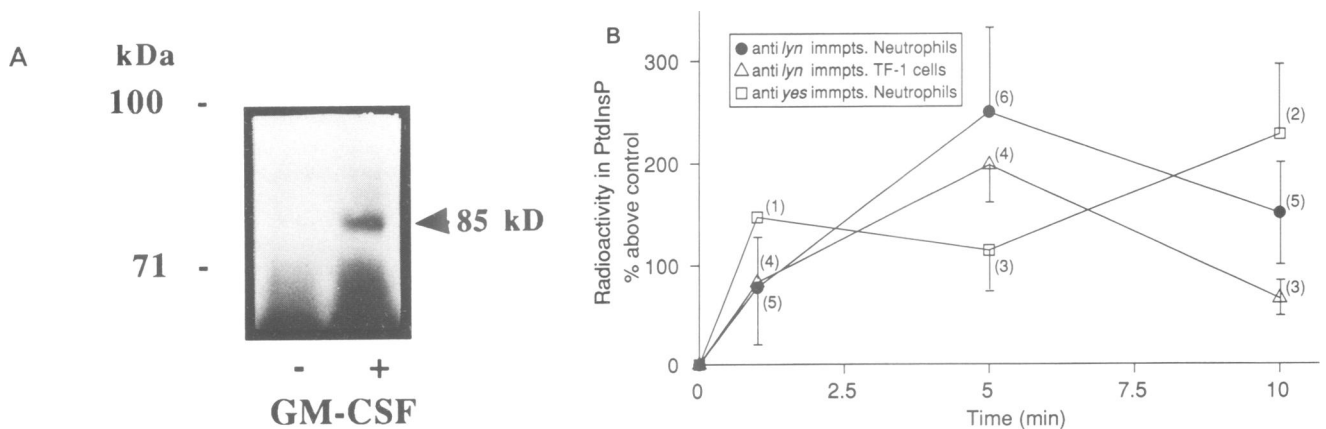 A
kDa
100 -
85 kD
71 -
- +
GM-CSF
B
Radioactivity in PtdInsP
% above control
300
200
100
0
anti lyn immpts. Neutrophils
anti lyn immpts. TF-1 cells
anti yes immpts. Neutrophils
(1)
(4)
(5)
(6)
(4)
(3)
(2)
(5)
(3)
0 2.5 5 7.5 10
Time (min)